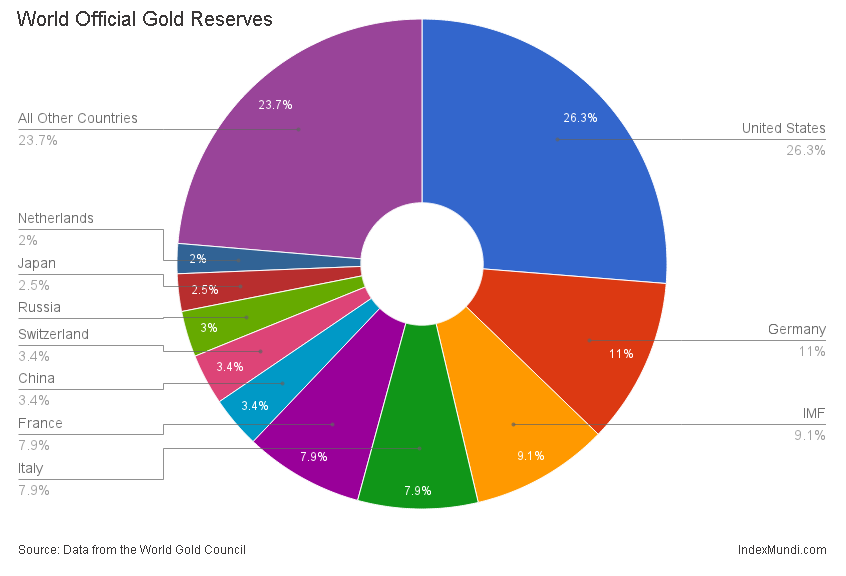 World Official Gold Reserves
23.7%
26.3%
All Other Countries
23.7%
United States
26.3%
Netherlands
2%
2%
Japan
2.5%
2.5%
Russia
3%
Switzerland
3.4%
3.4%
China
3.4%
3.4%
France
7.9%
7.9%
Italy
7.9%
7.9%
Germany
11%
11%
IMF
9.1%
9.1%
Source: Data from the World Gold Council
IndexMundi.com